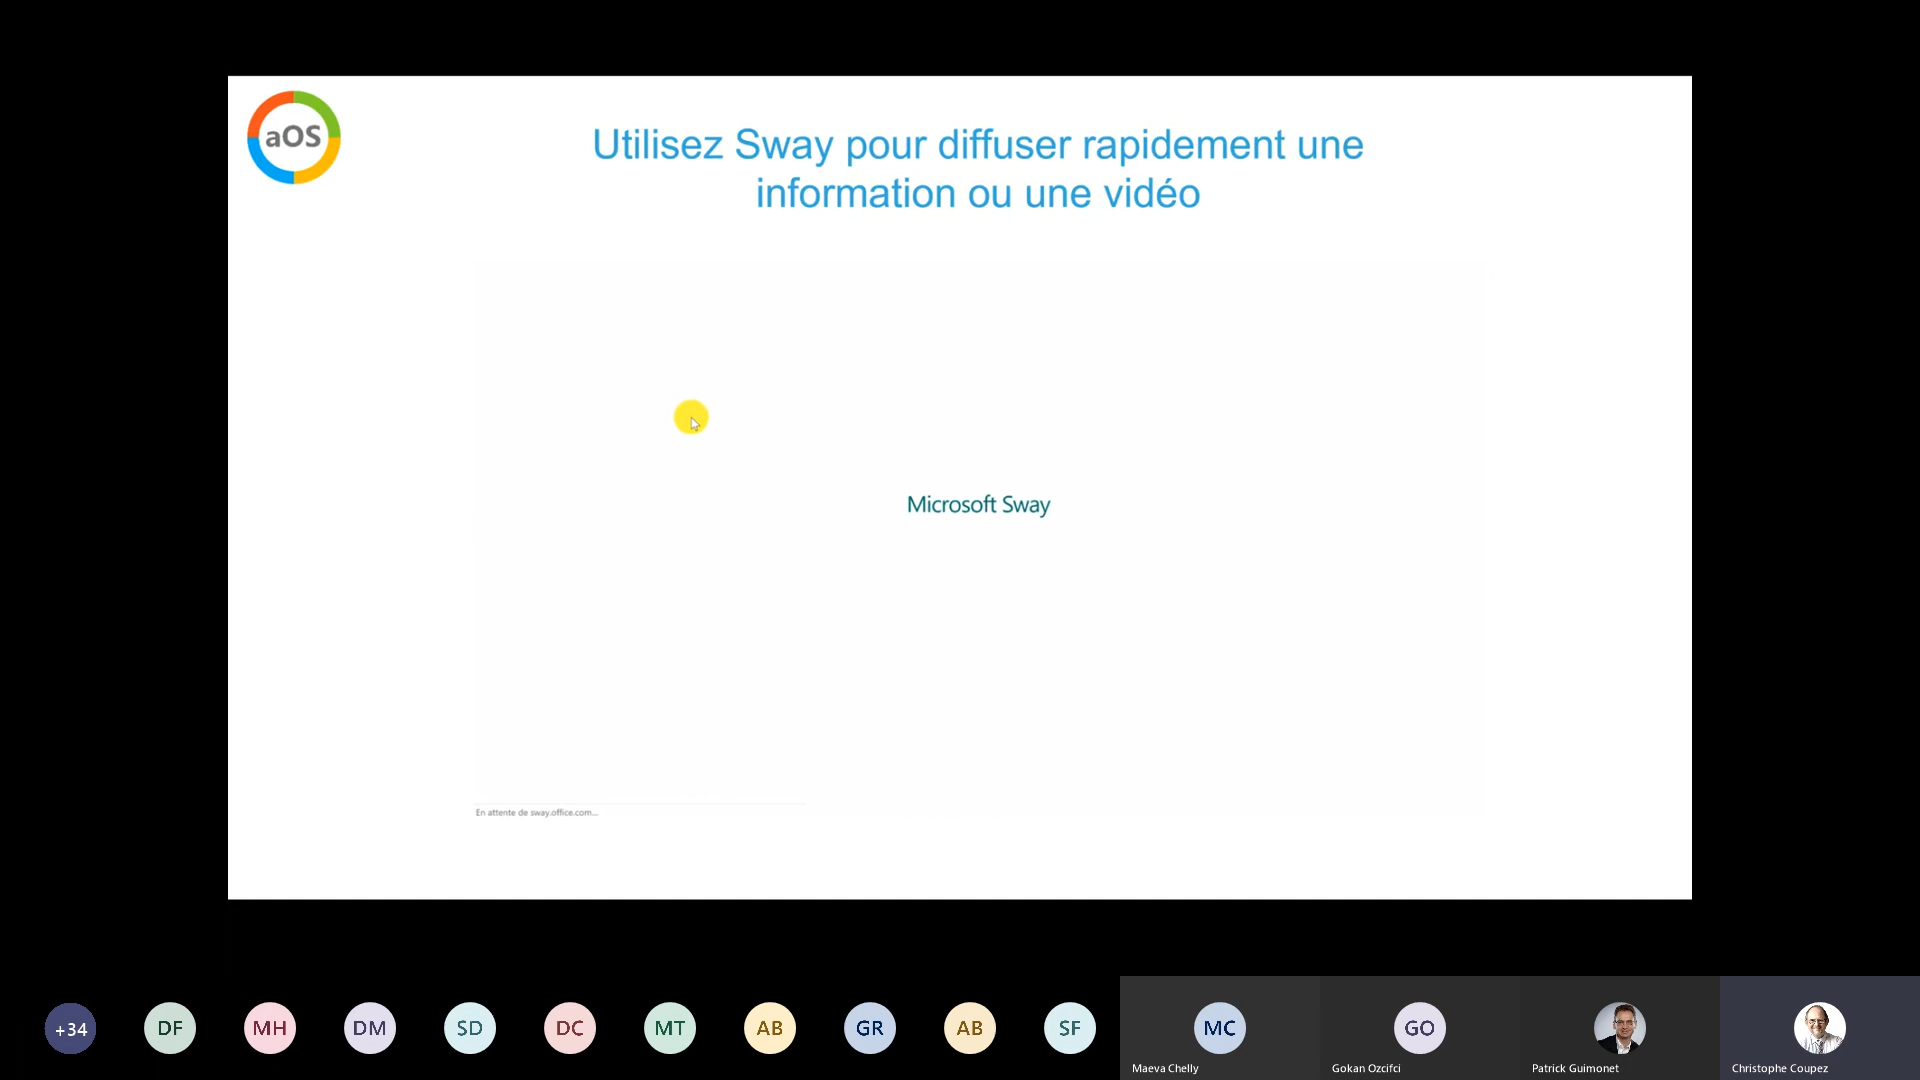 aOS
Utilisez Sway pour diffuser rapidement une
information ou une vidéo
Microsoft Sway
En attente de sway.office.com...
+34
DF
MH
DM
SD
DC
MT
AB
GR
AB
SF
MC
GO
Maeva Chelly
Gokan Ozcifci
Patrick Guimonet
Christophe Coupez